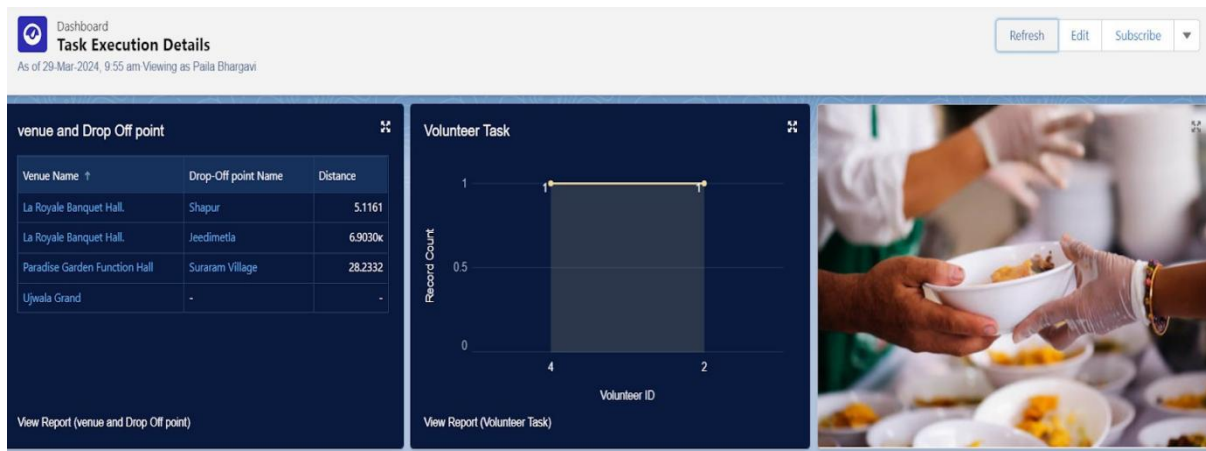 Dashboard
Task Execution Details
As of 29-Mar-2024, 9:55 am·Viewing as Paila Bhargavi
Refresh Edit Subscribe
venue and Drop Off point
Venue Name ↑ Drop-Off point Name Distance
La Royale Banquet Hall. Shapur 5.1161
La Royale Banquet Hall. Jeedimetla 6.9030K
Paradise Garden Function Hall Suraram Village 28.2332
Ujwala Grand - -
View Report (venue and Drop Off point)
Volunteer Task
Record Count
1
0.5
0
1 1
4 2
Volunteer ID
View Report (Volunteer Task)